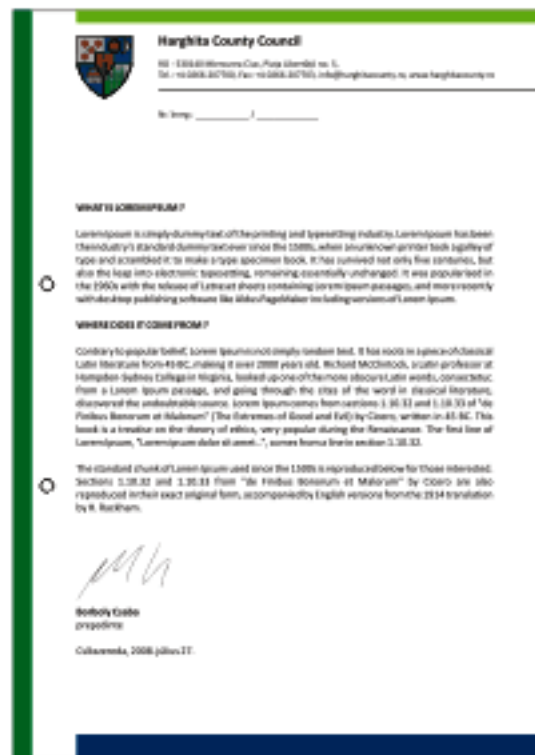 Harghita County Council
WHAT IS LOREM IPSUM ?
Lorem Ipsum is simply dummy text of the printing and typesetting industry. Lorem Ipsum has been
the industry's standard dummy text ever since the 1500s, when an unknown printer took a galley of
type and scrambled it to make a type specimen book. It has survived not only five centuries, but
also the leap into electronic typesetting, remaining essentially unchanged. It was popularised in
the 1960s with the release of Letraset sheets containing Lorem Ipsum passages, and more recently
with desktop publishing software like Aldus PageMaker including versions of Lorem Ipsum.
WHERE DOES IT COME FROM ?
Contrary to popular belief, Lorem Ipsum is not simply random text. It has roots in a piece of classical
Latin literature from 45 BC, making it over 2000 years old. Richard McClintock, a Latin professor at
Hampden-Sydney College in Virginia, looked up one of the more obscure Latin words, consectetur,
from a Lorem Ipsum passage, and going through the cites of the word in classical literature,
discovered the undoubtable source. Lorem Ipsum comes from sections 1.10.32 and 1.10.33 of "de
Finibus Bonorum et Malorum" (The Extremes of Good and Evil) by Cicero, written in 45 BC. This
book is a treatise on the theory of ethics, very popular during the Renaissance. The first line of
Lorem Ipsum, "Lorem ipsum dolor sit amet..", comes from a line in section 1.10.32.
The standard chunk of Lorem Ipsum used since the 1500s is reproduced below for those interested.
Sections 1.10.32 and 1.10.33 from "de Finibus Bonorum et Malorum" by Cicero are also
reproduced in their exact original form, accompanied by English versions from the 1914 translation
by H. Rackham.
Borboly Csaba
preşedinte
2008. július 27.